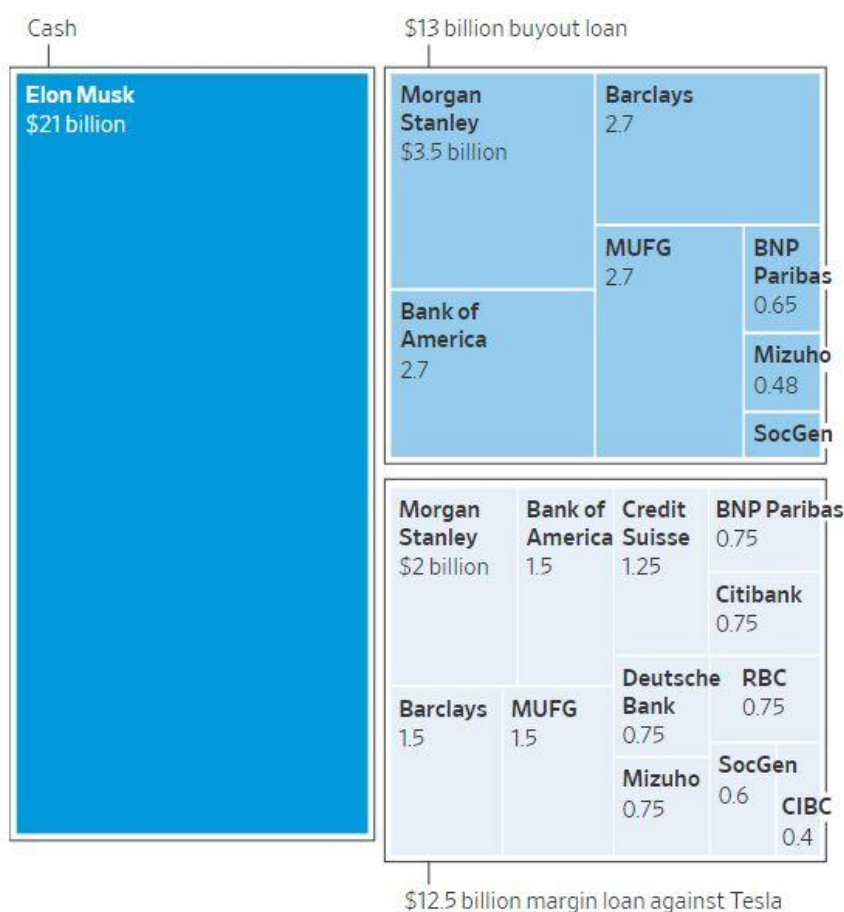 Cash
$13 billion buyout loan
Elon Musk
$21 billion
Morgan
Stanley
$3.5 billion
Barclays
2.7
Bank of
America
2.7
MUFG
2.7
BNP
Paribas
0.65
Mizuho
0.48
SocGen
Morgan
Stanley
$2 billion
Bank of
America
1.5
Credit
Suisse
1.25
BNP Paribas
0.75
Citibank
0.75
Barclays
1.5
MUFG
1.5
Deutsche
Bank
0.75
RBC
0.75
Mizuho
0.75
SocGen
0.6
CIBC
0.4
$12.5 billion margin loan against Tesla